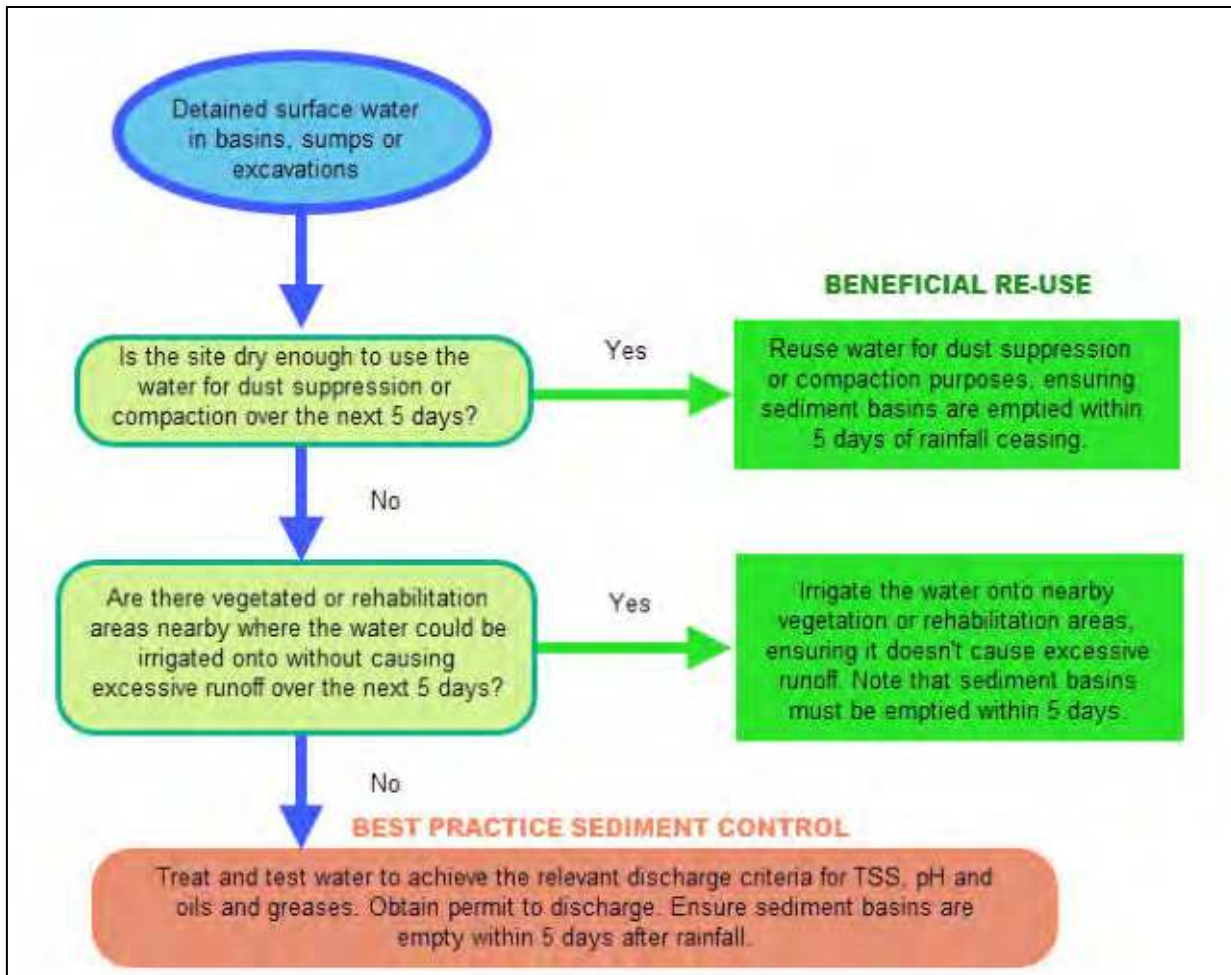 Detained surface water
in basins, sumps or
excavations
BENEFICIAL RE-USE
Is the site dry enough to use the
water for dust suppression or
compaction over the next 5 days?
Yes
Reuse water for dust suppression
or compaction purposes, ensuring
sediment basins are emptied within
5 days of rainfall ceasing.
No
Are there vegetated or rehabilitation
areas nearby where the water could be
irrigated onto without causing
excessive runoff over the next 5 days?
Yes
Irrigate the water onto nearby
vegetation or rehabilitation areas,
ensuring it doesn't cause excessive
runoff. Note that sediment basins
must be emptied within 5 days.
No
BEST PRACTICE SEDIMENT CONTROL
Treat and test water to achieve the relevant discharge criteria for TSS, pH and
oils and greases. Obtain permit to discharge. Ensure sediment basins are
empty within 5 days after rainfall.